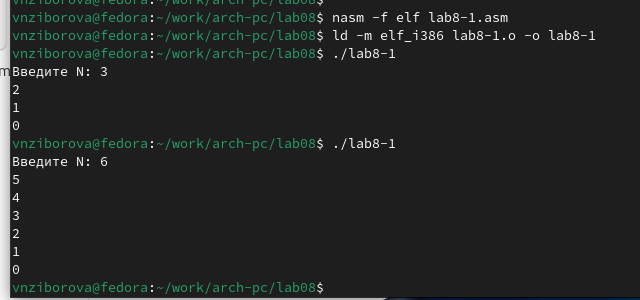 vnziborova@fedora:~/work/arch-pc/lab08$
vnziborova@fedora:~/work/arch-pc/lab08$ nasm -f elf lab8-1.asm
vnziborova@fedora:~/work/arch-pc/lab08$ ld -m elf_i386 lab8-1.o -o lab8-1
vnziborova@fedora:~/work/arch-pc/lab08$ ./lab8-1
Введите N: 3
2
1
0
vnziborova@fedora:~/work/arch-pc/lab08$ ./lab8-1
Введите N: 6
5
4
3
2
1
0
vnziborova@fedora:~/work/arch-pc/lab08$